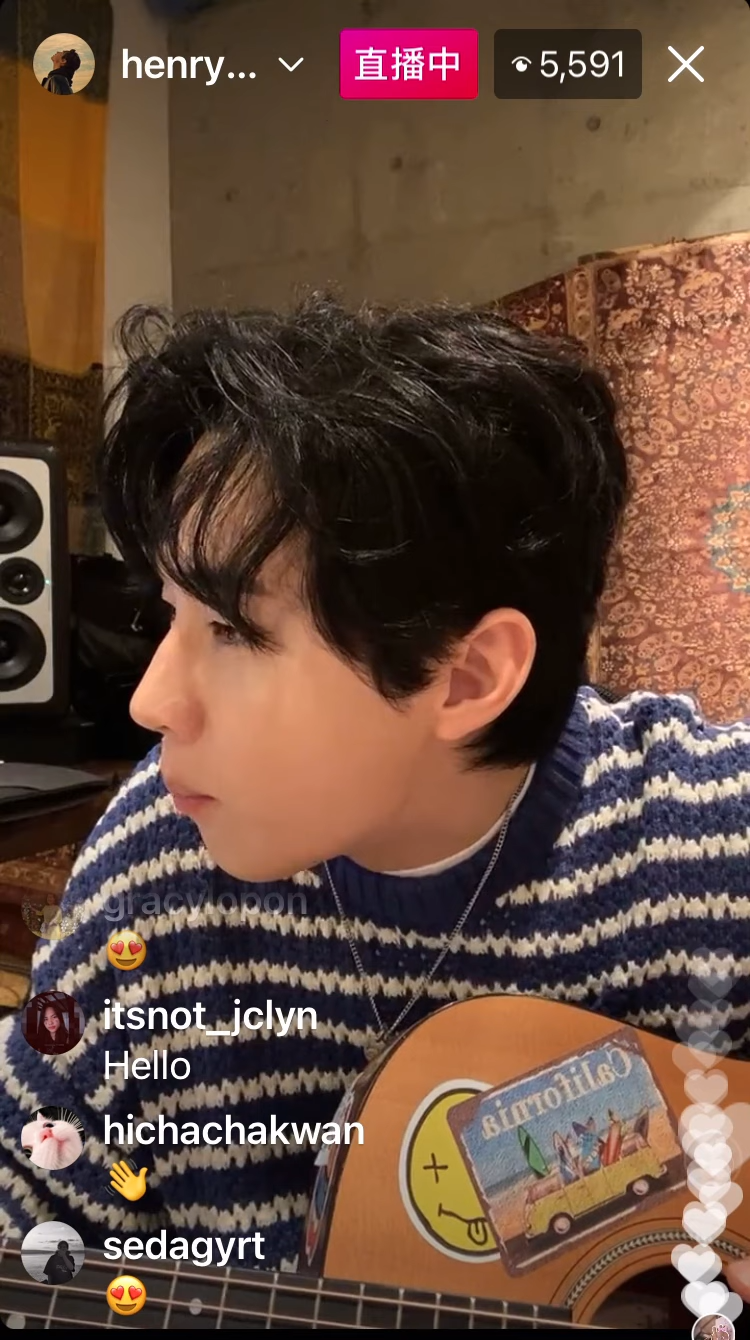 henry...
直播中
5,591
gracylopon
😍
itsnot_jclyn
Hello
California
hichachakwan
👋
sedagyrt
😍